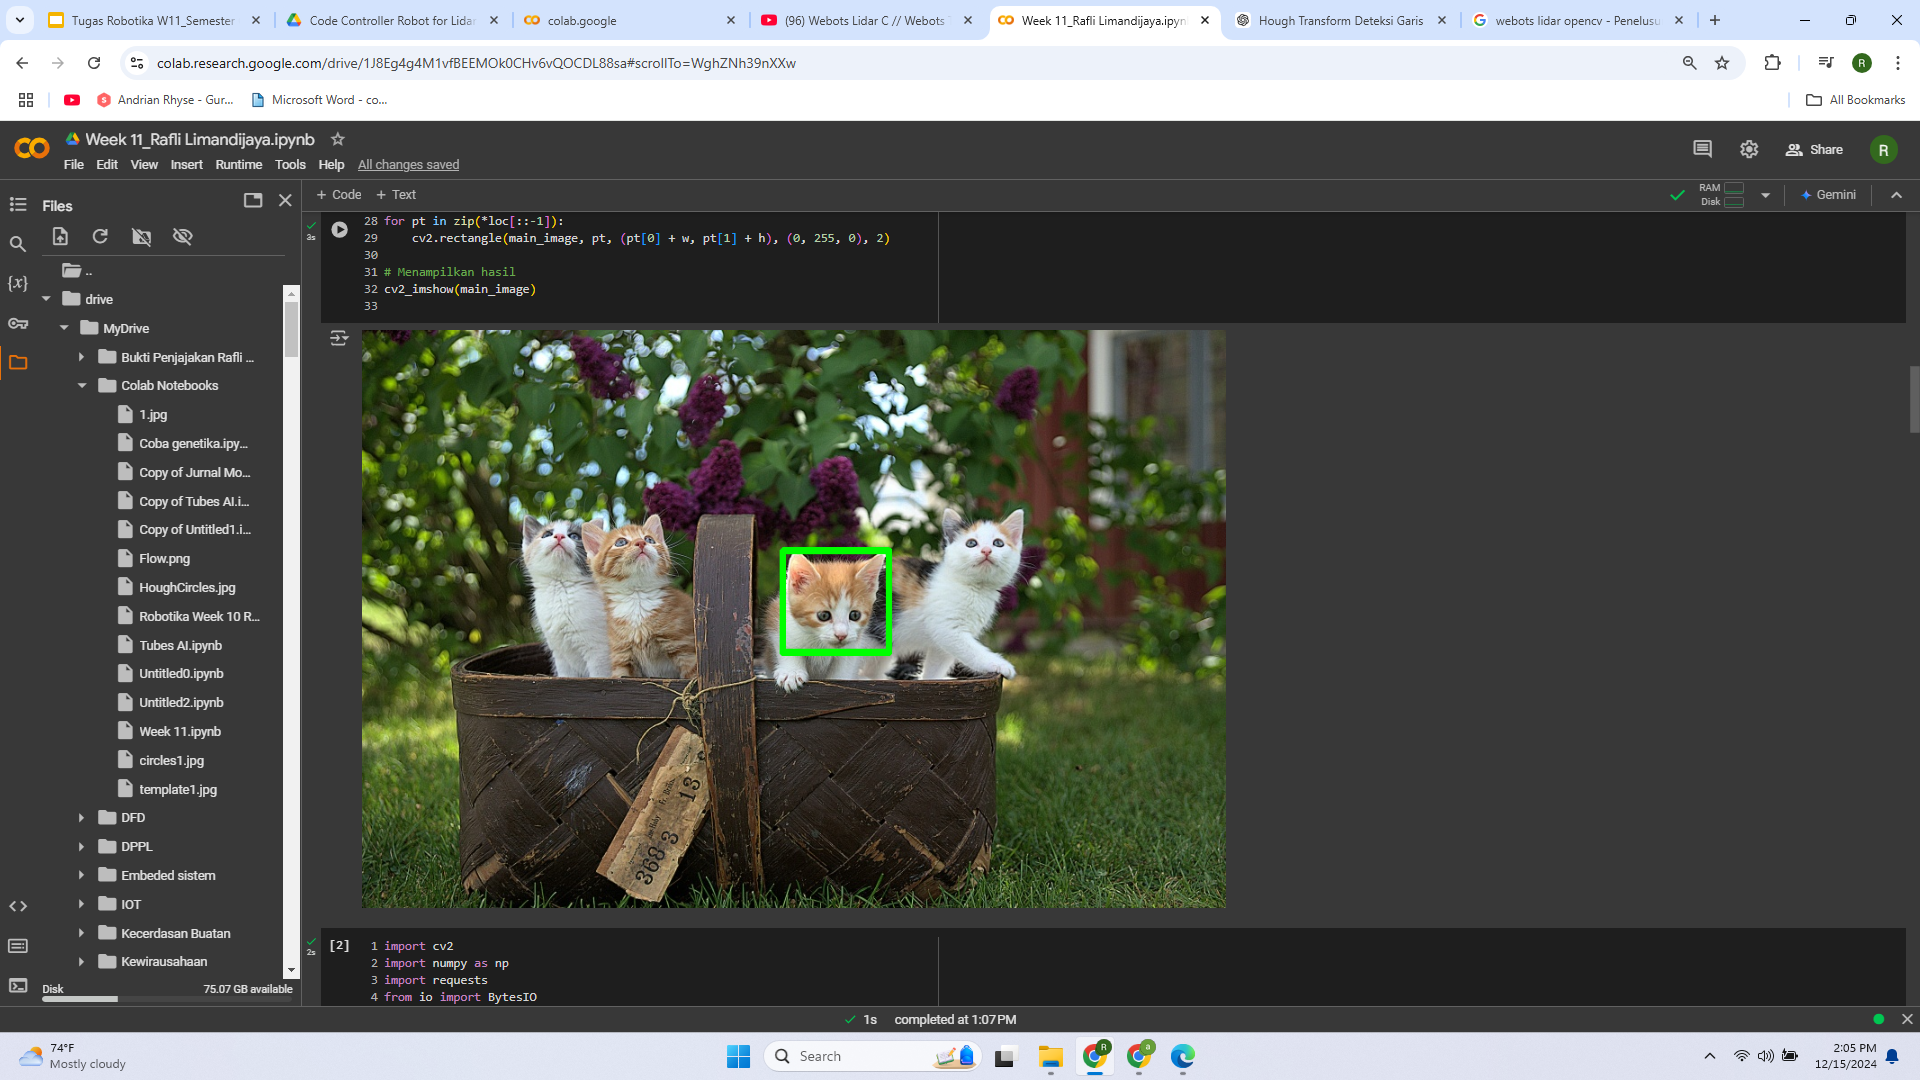 Tugas Robotika W11_Semester
Code Controller Robot for Lida
colab.google
(96) Webots Lidar C // Webots
Week 11_Rafli Limandijaya.ipyn
Hough Transform Deteksi Garis
webots lidar opencv - Penelusu
colab.research.google.com/drive/1J8Eg4g4M1vfBEEMOk0CHv6vQOCDL88sa#scrollTo=WghZNh39nXXw
R
Andrian Rhyse - Gur...
Microsoft Word - co...
All Bookmarks
Week 11_Rafli Limandijaya.ipynb
File Edit View Insert Runtime Tools Help All changes saved
Share
R
Files
+ Code + Text
RAM
Disk
Gemini
..
drive
MyDrive
Bukti Penjajakan Rafli ...
Colab Notebooks
1.jpg
Coba genetika.ipy...
Copy of Jurnal Mo...
Copy of Tubes AI.i...
Copy of Untitled1.i...
Flow.png
HoughCircles.jpg
Robotika Week 10 R...
Tubes AI.ipynb
Untitled0.ipynb
Untitled2.ipynb
Week 11.ipynb
circles1.jpg
template1.jpg
DFD
DPPL
Embeded sistem
IOT
Kecerdasan Buatan
Kewirausahaan
Disk 75.07 GB available
3s
28 for pt in zip(*loc[::-1]):
29 cv2.rectangle(main_image, pt, (pt[0] + w, pt[1] + h), (0, 255, 0), 2)
30
31 # Menampilkan hasil
32 cv2_imshow(main_image)
33
13
368 3
2s
[2]
1 import cv2
2 import numpy as np
3 import requests
4 from io import BytesIO
1s completed at 1:07 PM
74°F
Mostly cloudy
Search
R
a
2:05 PM
12/15/2024